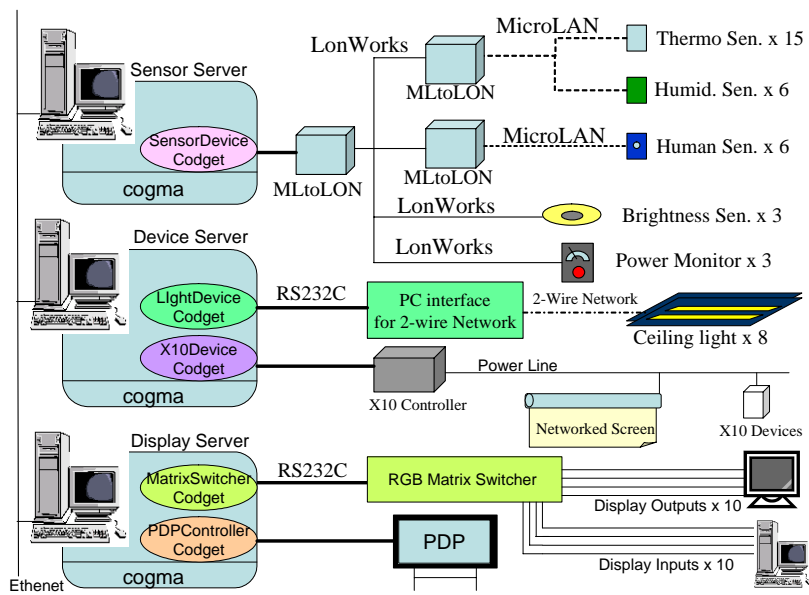 MicroLAN
LonWorks
Thermo Sen. x 15
Sensor Server
MLtoLON
Humid. Sen. x 6
SensorDevice
Codget
MicroLAN
Human Sen. x 6
MLtoLON
MLtoLON
cogma
LonWorks
Brightness Sen. x 3
Device Server
LonWorks
Power Monitor x 3
LIghtDevice
Codget
RS232C
PC interface
for 2-wire Network
2-Wire Network
Ceiling light x 8
X10Device
Codget
Power Line
cogma
X10 Controller
Networked Screen
X10 Devices
Display Server
MatrixSwitcher
Codget
RS232C
RGB Matrix Switcher
Display Outputs x 10
PDPController
Codget
PDP
Display Inputs x 10
cogma
Ethenet